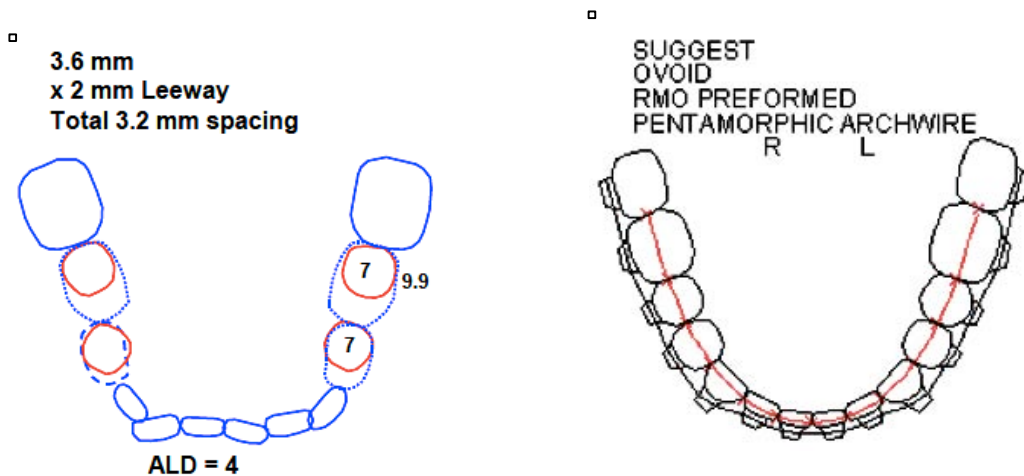 3.6 mm
x 2 mm Leeway
Total 3.2 mm spacing
7
9.9
7
ALD = 4
SUGGEST
OVOID
RMO PREFORMED
PENTAMORPHIC ARCHWIRE
R L